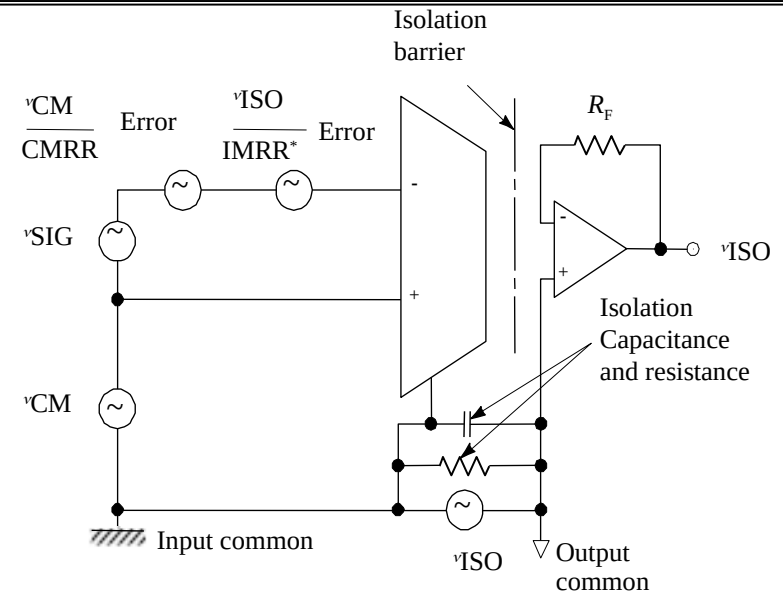 Isolation
barrier
vCM
CMRR
Error
vISO
IMRR*
Error
RF
vSIG
-
+
-
+
vISO
Isolation
Capacitance
and resistance
vCM
Input common
vISO
Output
common